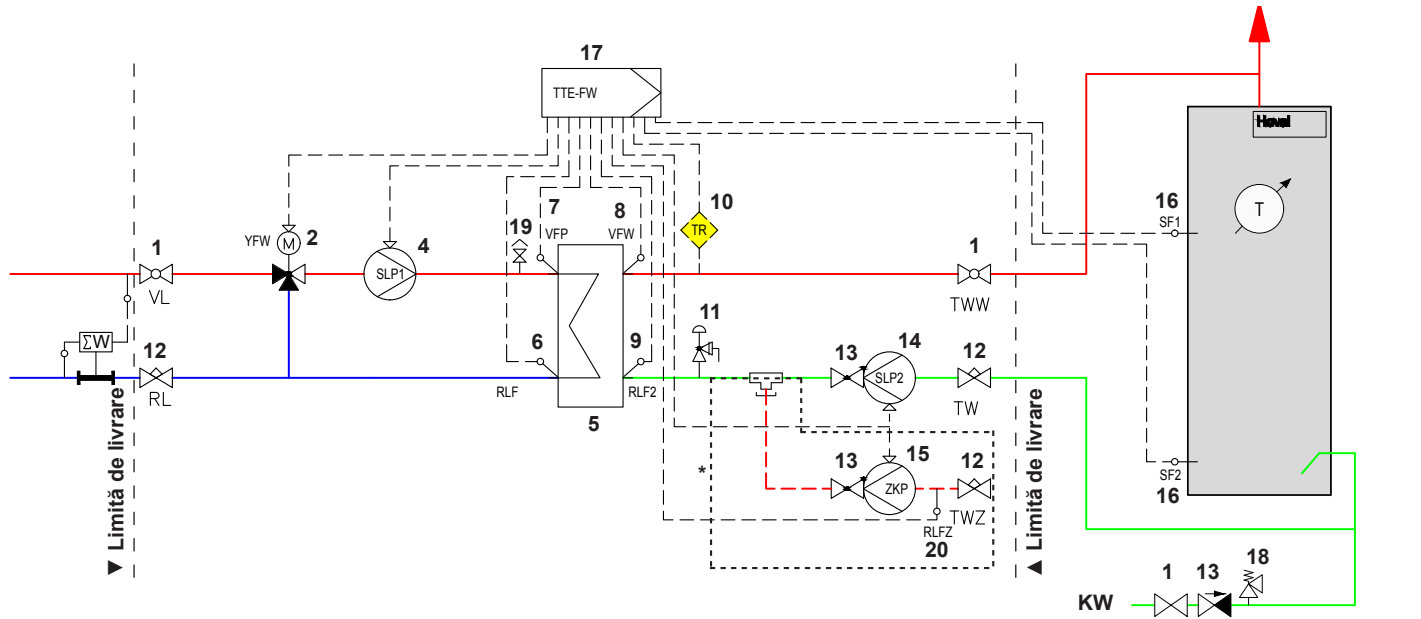 17
TTE-FW
Hoval
T
16
SF1
7
8
10
19
VFP
VFW
TR
YFW
M
2
4
1
1
SLP1
VL
TWW
ΣW
12
11
6
9
13
14
12
SLP2
RL
RLF
RLF2
TW
5
*
13
15
12
ZKP
TWZ
RLFZ
20
SF2
16
▼ Limită de livrare
▲ Limită de livrare
KW
1
13
18